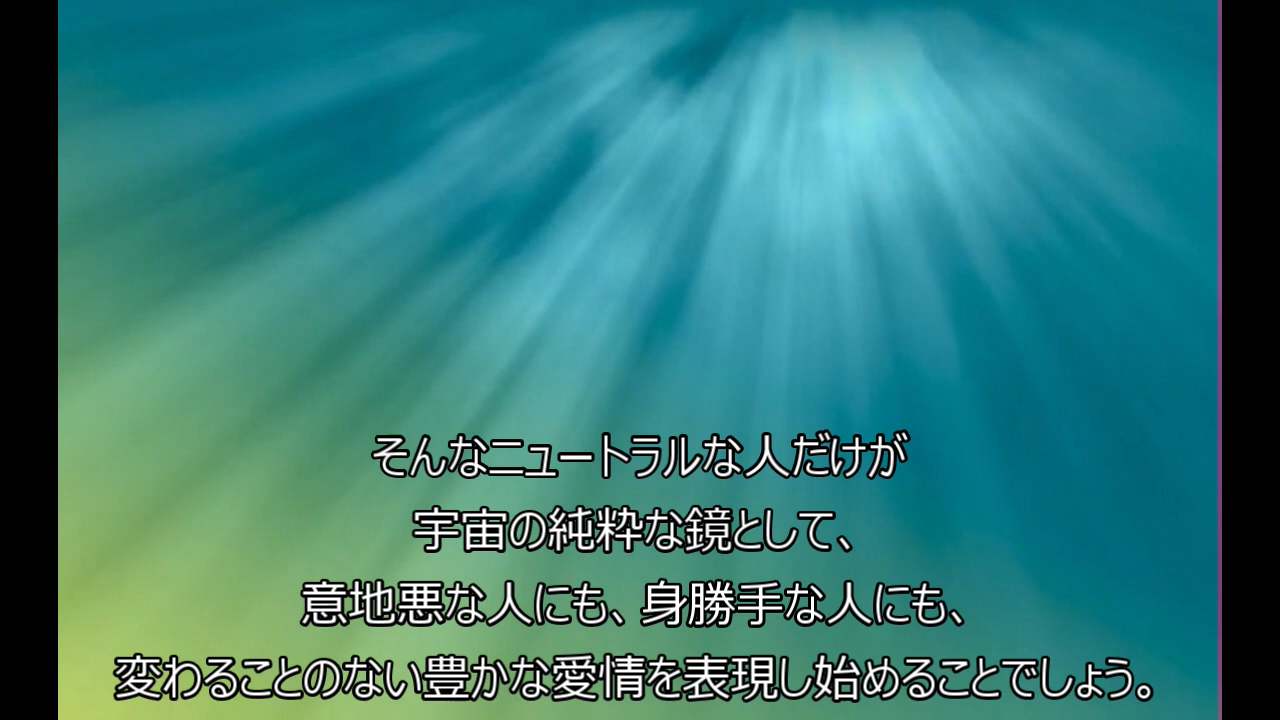 そんなニュートラルな人だけが
宇宙の純粋な鏡として、
意地悪な人にも、身勝手な人にも、
変わることのない豊かな愛情を表現し始めることでしょう。